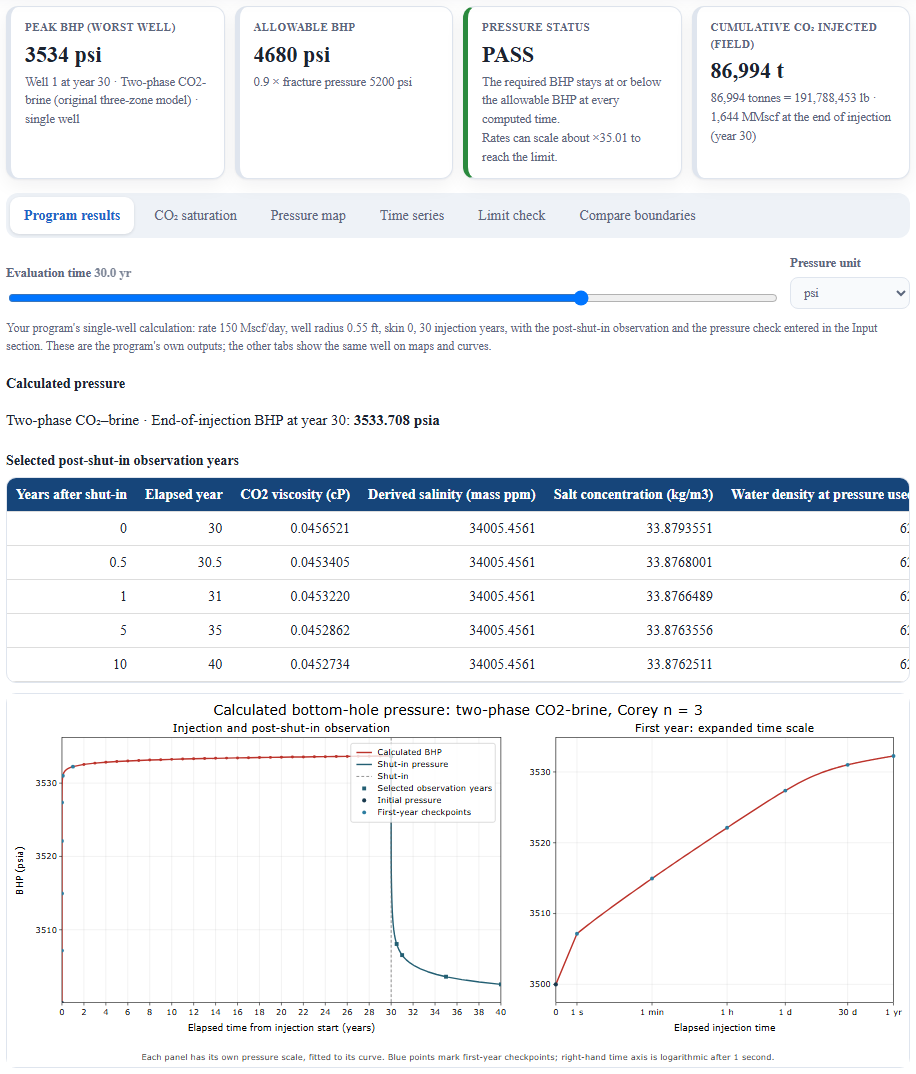 PEAK BHP (WORST WELL)
3534 psi
Well 1 at year 30 · Two-phase CO2-
brine (original three-zone model) ·
single well
ALLOWABLE BHP
4680 psi
0.9 × fracture pressure 5200 psi
PRESSURE STATUS
PASS
The required BHP stays at or below
the allowable BHP at every
computed time.
Rates can scale about ×35.01 to
reach the limit.
CUMULATIVE CO₂ INJECTED
(FIELD)
86,994 t
86,994 tonnes = 191,788,453 lb ·
1,644 MMscf at the end of injection
(year 30)
Program results
CO₂ saturation
Pressure map
Time series
Limit check
Compare boundaries
Evaluation time 30.0 yr
Pressure unit
psi
Your program's single-well calculation: rate 150 Mscf/day, well radius 0.55 ft, skin 0, 30 injection years, with the post-shut-in observation and the pressure check entered in the Input
section. These are the program's own outputs; the other tabs show the same well on maps and curves.
Calculated pressure
Two-phase CO₂–brine · End-of-injection BHP at year 30: 3533.708 psia
Selected post-shut-in observation years
Years after shut-in Elapsed year CO2 viscosity (cP) Derived salinity (mass ppm) Salt concentration (kg/m3) Water density at pressure
0 30 0.0456521 34005.4561 33.8793551
0.5 30.5 0.0453405 34005.4561 33.8768001
1 31 0.0453220 34005.4561 33.8766489
5 35 0.0452862 34005.4561 33.8763556
10 40 0.0452734 34005.4561 33.8762511
Calculated bottom-hole pressure: two-phase CO2-brine, Corey n = 3
Injection and post-shut-in observation
Calculated BHP
Shut-in pressure
Shut-in
Selected observation years
Initial pressure
First-year checkpoints
BHP (psia)
3530
3520
3510
0 2 4 6 8 10 12 14 16 18 20 22 24 26 28 30 32 34 36 38 40
Elapsed time from injection start (years)
First year: expanded time scale
3530
3520
3510
3500
0 1 s 1 min 1 h 1 d 30 d 1 yr
Elapsed injection time
Each panel has its own pressure scale, fitted to its curve. Blue points mark first-year checkpoints; right-hand time axis is logarithmic after 1 second.